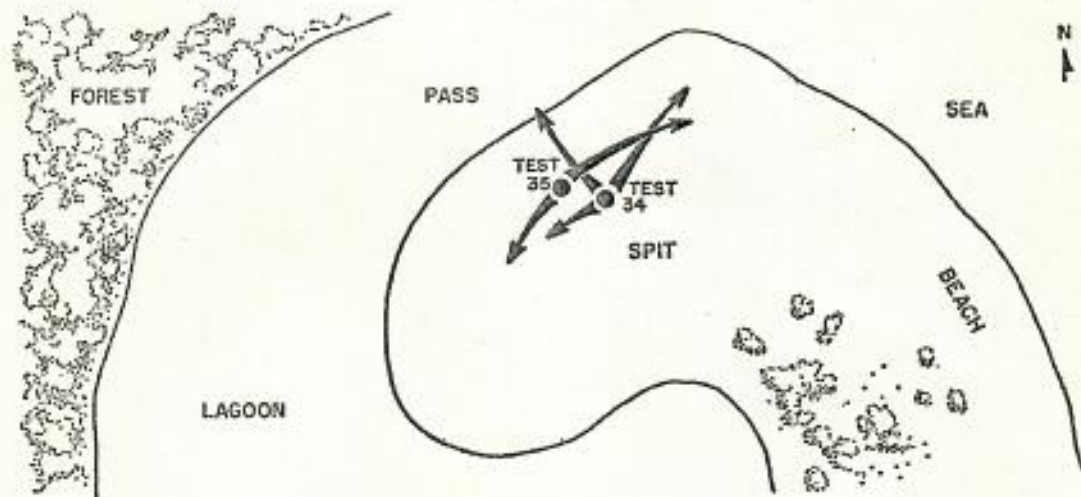 N
FOREST
PASS
SEA
TEST
35
TEST
34
SPIT
BEACH
LAGOON